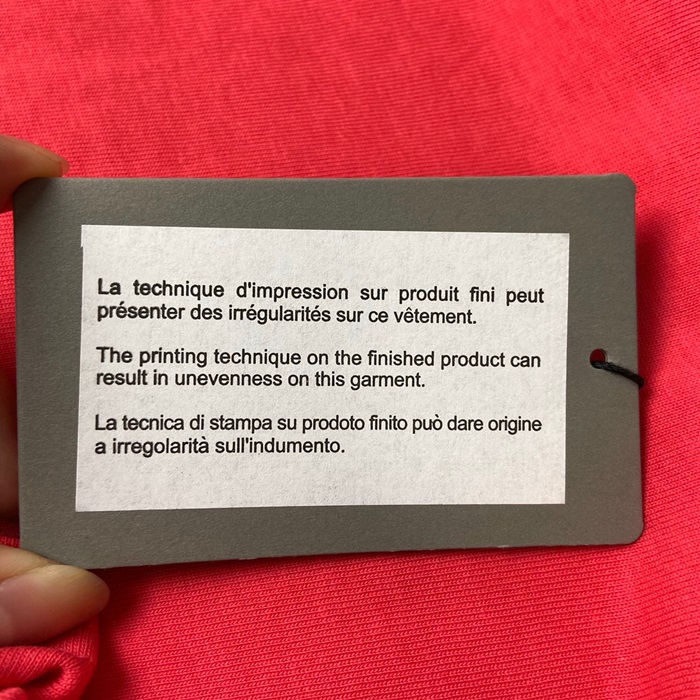 La technique d'impression sur produit fini peut
présenter des irrégularités sur ce vêtement.
The printing technique on the finished product can
result in unevenness on this garment.
La tecnica di stampa su prodoto finito può dare origine
a irregolarità sull'indumento.